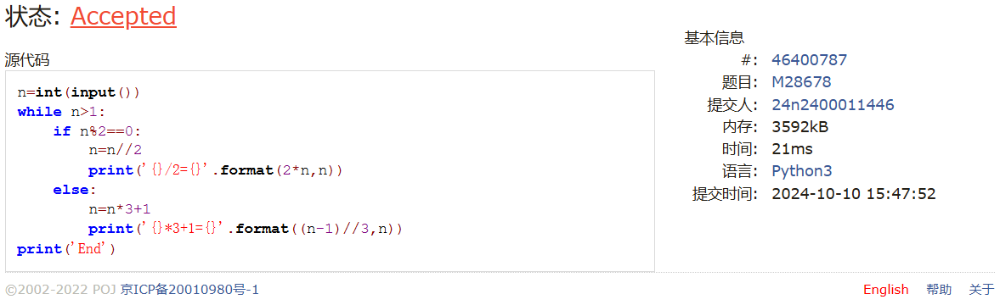 状态: Accepted
源代码
n=int(input())
while n>1:
    if n%2==0:
        n=n//2
        print('{}/2={}'.format(2*n,n))
    else:
        n=n*3+1
        print('{}*3+1={}'.format((n-1)//3,n))
print('End')
基本信息
#: 46400787
题目: M28678
提交人: 24n2400011446
内存: 3592kB
时间: 21ms
语言: Python3
提交时间: 2024-10-10 15:47:52
©2002-2022 POJ 京ICP备20010980号-1
English 帮助 关于